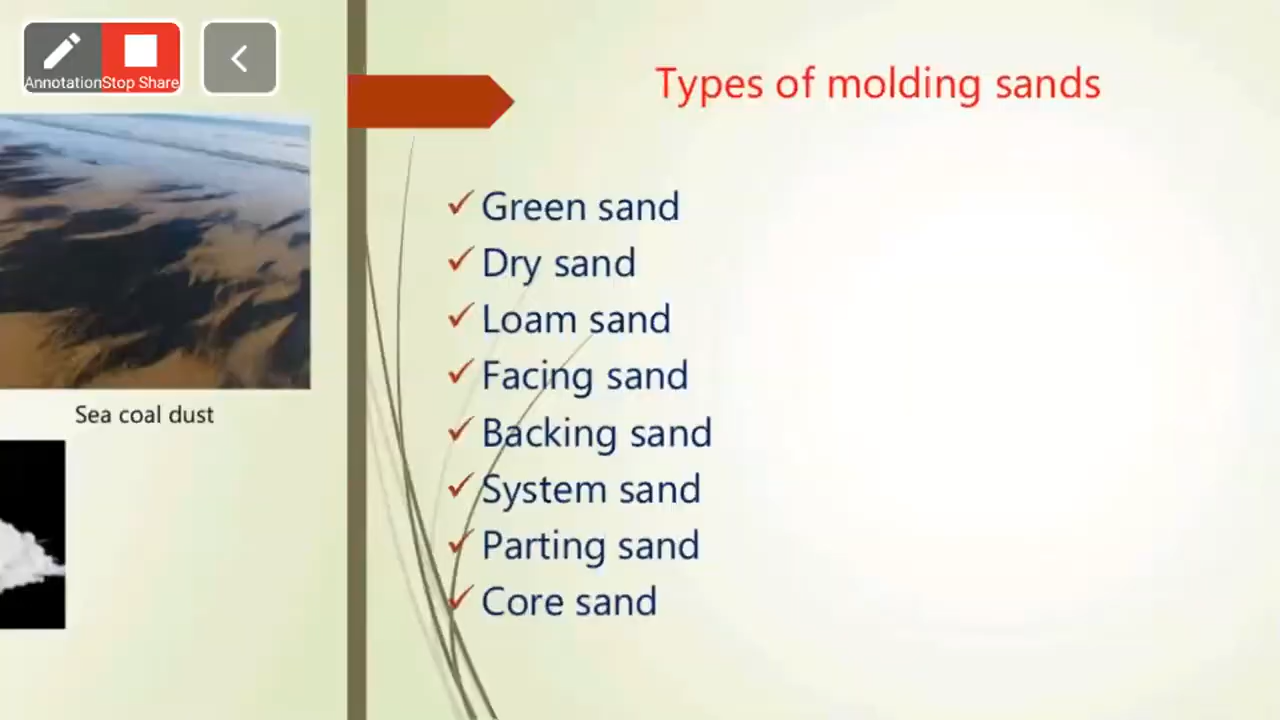 Annotation Stop Share
Types of molding sands
Green sand
Dry sand
Loam sand
Facing sand
Backing sand
System sand
Parting sand
Core sand
Sea coal dust